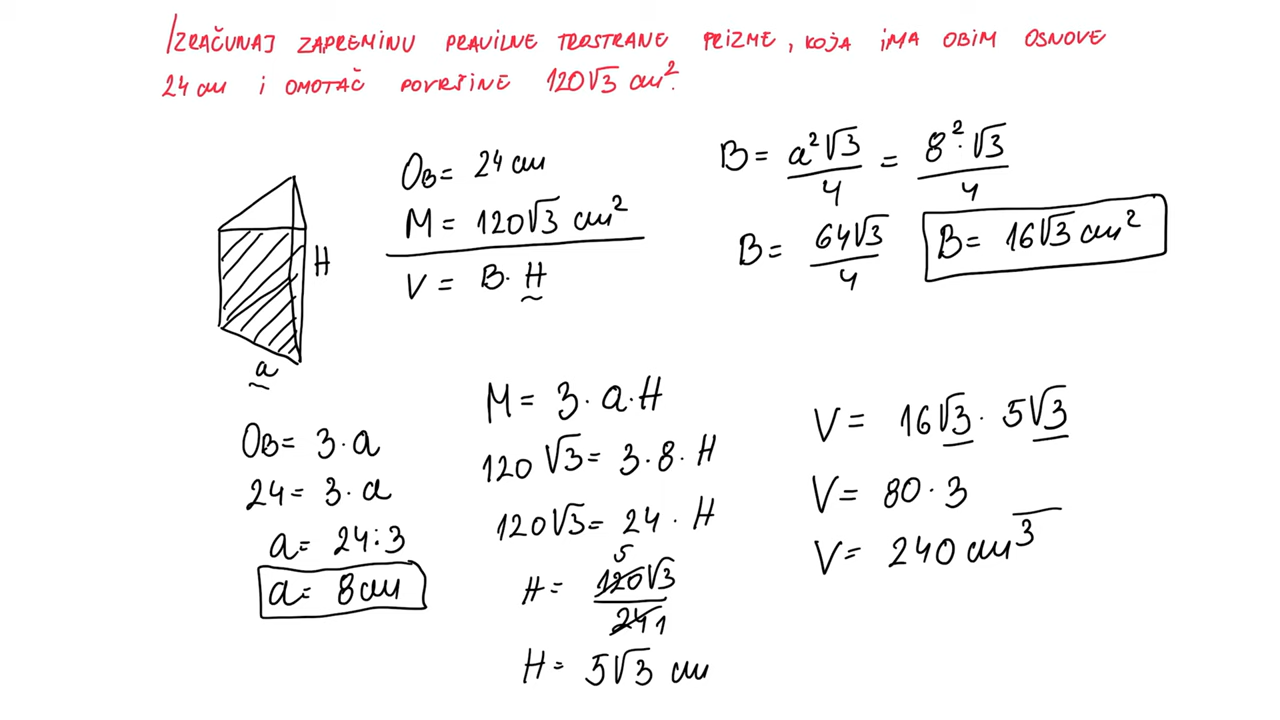 IZRAČUNAJ ZAPREMINU PRAVILNE TROSTRANE PRIZME, KOJA IMA OBIM OSNOVE
24 cm I OMOTAČ POVRŠINE 120√3 cm².
H
a
O_B = 24 cm
M = 120√3 cm²
V = B · H
B = a²√3/4 = 8²·√3/4
B = 64√3/4
B = 16√3 cm²
O_B = 3 · a
24 = 3 · a
a = 24 : 3
a = 8 cm
M = 3 · a · H
120√3 = 3 · 8 · H
120√3 = 24 · H
5
H = 120√3/24 1
H = 5√3 cm
V = 16√3 · 5√3
V = 80 · 3
V = 240 cm³